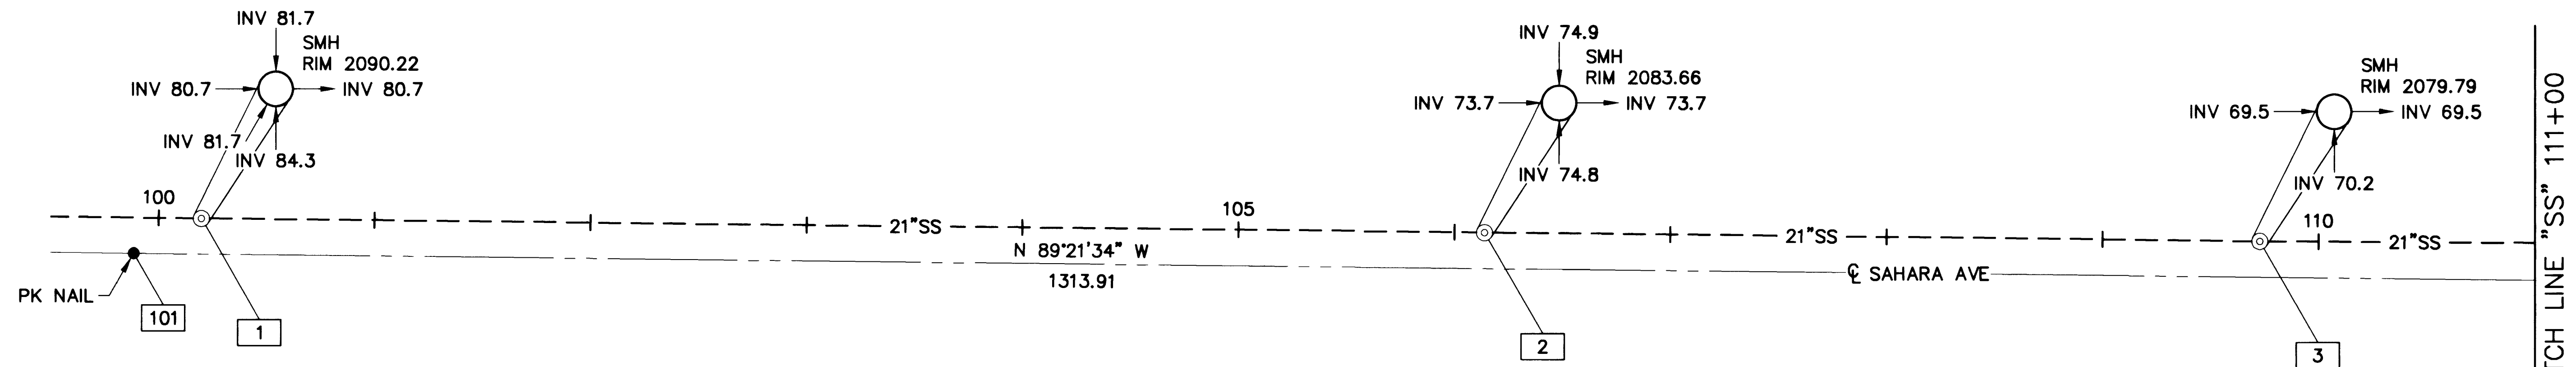 INV 81.7
SMH
RIM 2090.22
INV 80.7
INV 80.7
INV 81.7
INV 84.3
INV 74.9
SMH
RIM 2083.66
INV 73.7
INV 73.7
INV 74.8
SMH
RIM 2079.79
INV 69.5
INV 69.5
INV 70.2
100
105
110
21"SS
21"SS
21"SS
N 89°21'34" W
1313.91
℄ SAHARA AVE
PK NAIL
101
1
2
3
TCH LINE "SS" 111+00